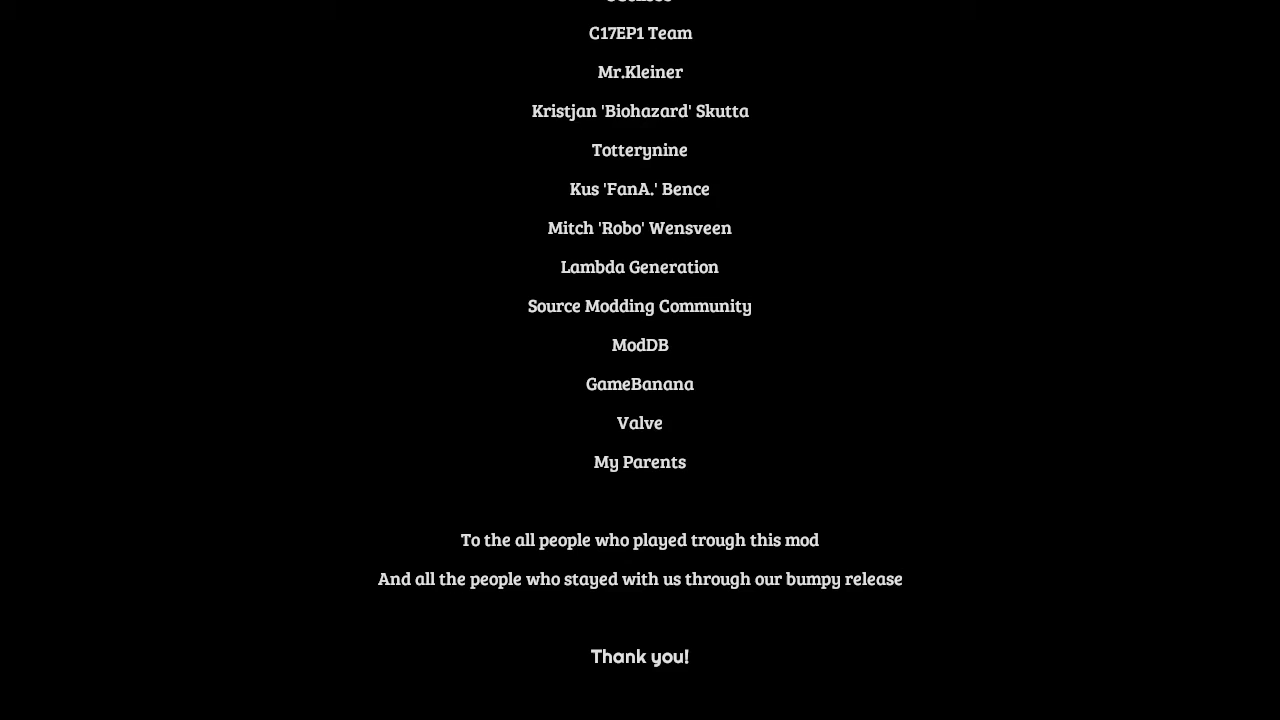 C17EP1 Team
Mr.Kleiner
Kristjan 'Biohazard' Skutta
Totterynine
Kus 'FanA.' Bence
Mitch 'Robo' Wensveen
Lambda Generation
Source Modding Community
ModDB
GameBanana
Valve
My Parents
To the all people who played trough this mod
And all the people who stayed with us through our bumpy release
Thank you!